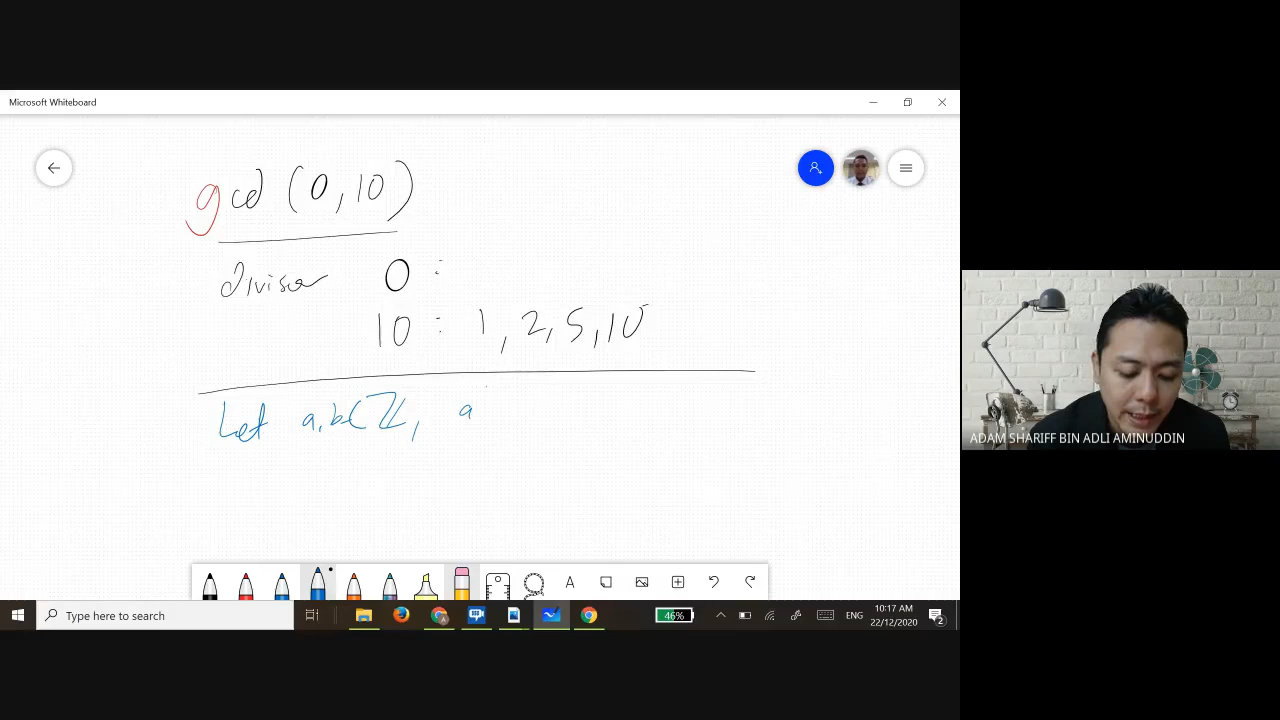 Microsoft Whiteboard
gcd (0, 10)
divisor 0 :
10 : 1, 2, 5, 10
Let a, b ∈ ℤ, a
ADAM SHARIFF BIN ADLI AMINUDDIN
A
Type here to search
46%
ENG
10:17 AM
22/12/2020
2